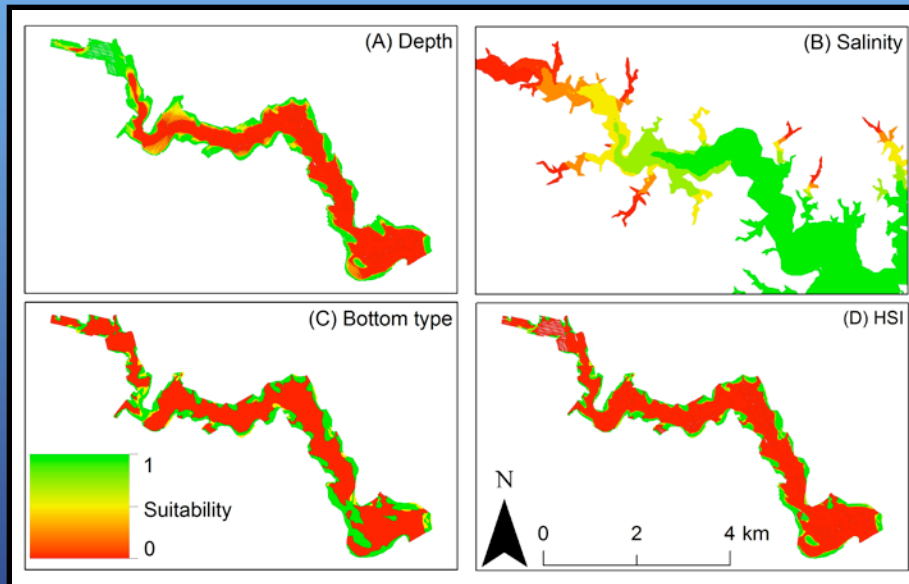 (A) Depth
(B) Salinity
(C) Bottom type
(D) HSI
1
Suitability
0
N
0 2 4 km